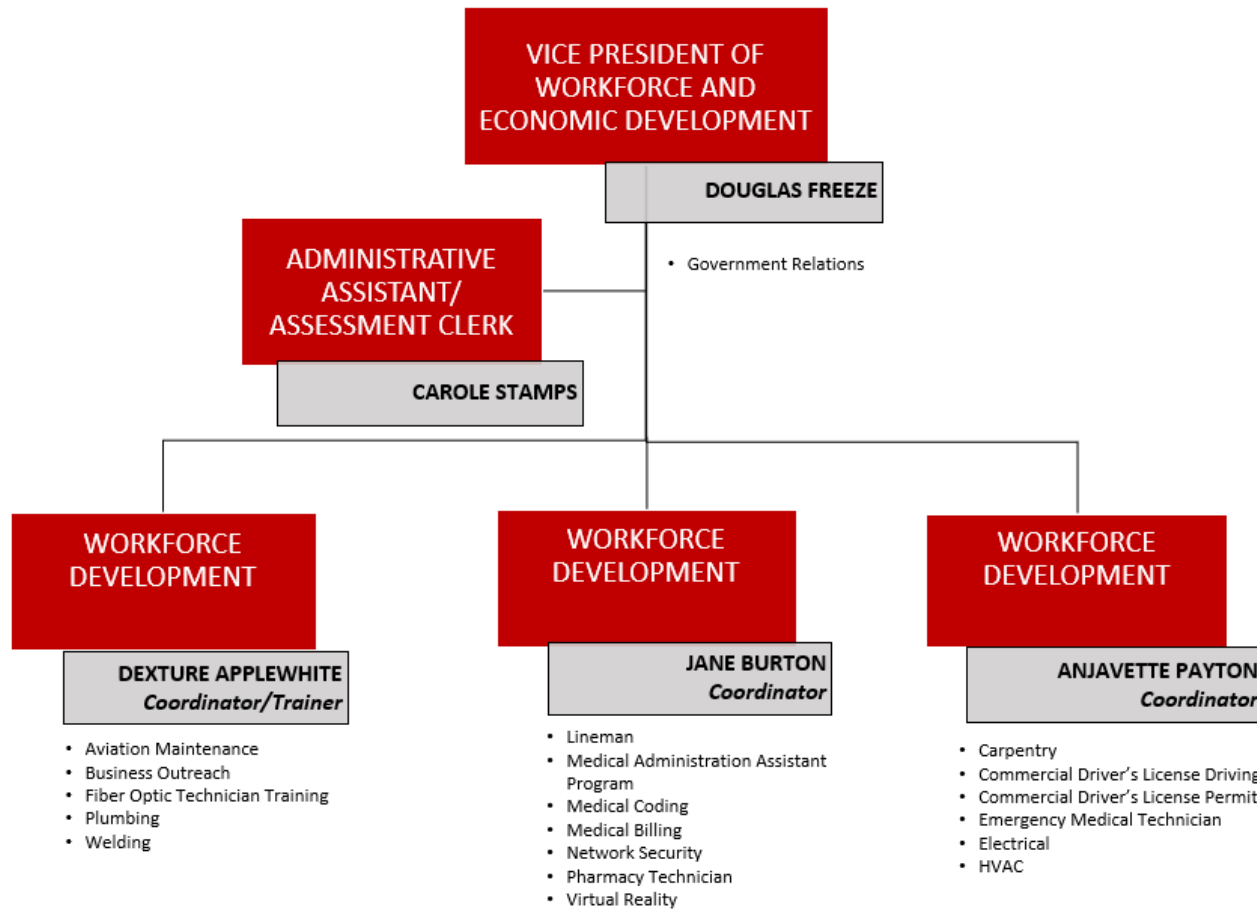 VICE PRESIDENT OF
WORKFORCE AND
ECONOMIC DEVELOPMENT
DOUGLAS FREEZE
• Government Relations
ADMINISTRATIVE
ASSISTANT/
ASSESSMENT CLERK
CAROLE STAMPS
WORKFORCE
DEVELOPMENT
DEXTURE APPLEWHITE
Coordinator/Trainer
• Aviation Maintenance
• Business Outreach
• Fiber Optic Technician Training
• Plumbing
• Welding
WORKFORCE
DEVELOPMENT
JANE BURTON
Coordinator
• Lineman
• Medical Administration Assistant
Program
• Medical Coding
• Medical Billing
• Network Security
• Pharmacy Technician
• Virtual Reality
WORKFORCE
DEVELOPMENT
ANJAVETTE PAYTON
Coordinator
• Carpentry
• Commercial Driver’s License Driving
• Commercial Driver’s License Permit
• Emergency Medical Technician
• Electrical
• HVAC